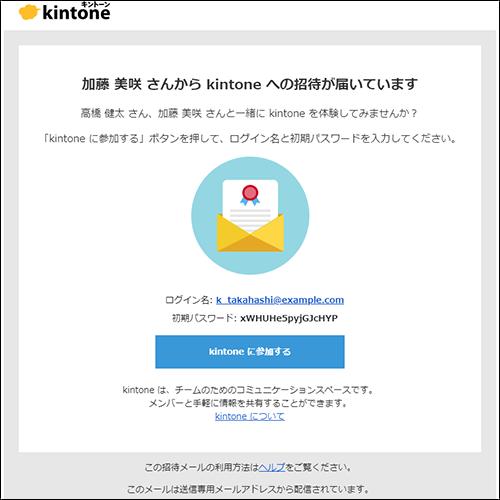 キントーン
kintone
加藤 美咲 さんから kintone への招待が届いています
高橋 健太 さん、加藤 美咲 さんと一緒に kintone を体験してみませんか？
「kintone に参加する」ボタンを押して、ログイン名と初期パスワードを入力してください。
ログイン名: k_takahashi@example.com
初期パスワード: xWHUHe5pyjGJcHYP
kintone に参加する
kintone は、チームのためのコミュニケーションスペースです。
メンバーと手軽に情報を共有することができます。
kintone について
この招待メールの利用方法はヘルプをご覧ください。
このメールは送信専用メールアドレスから配信されています。